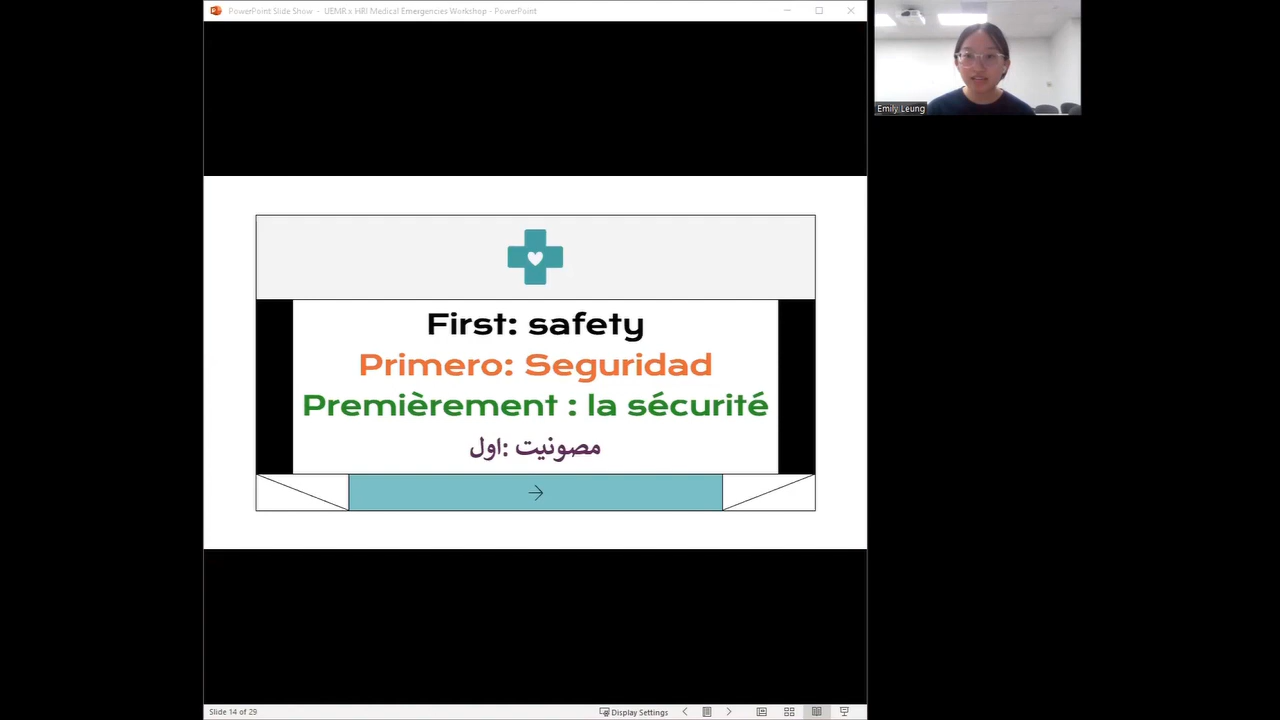 PowerPoint Slide Show - UEMR x HRI Medical Emergencies Workshop - PowerPoint
Emily Leung
First: safety
Primero: Seguridad
Premièrement : la sécurité
مصونیت :اول
Slide 14 of 29
Display Settings